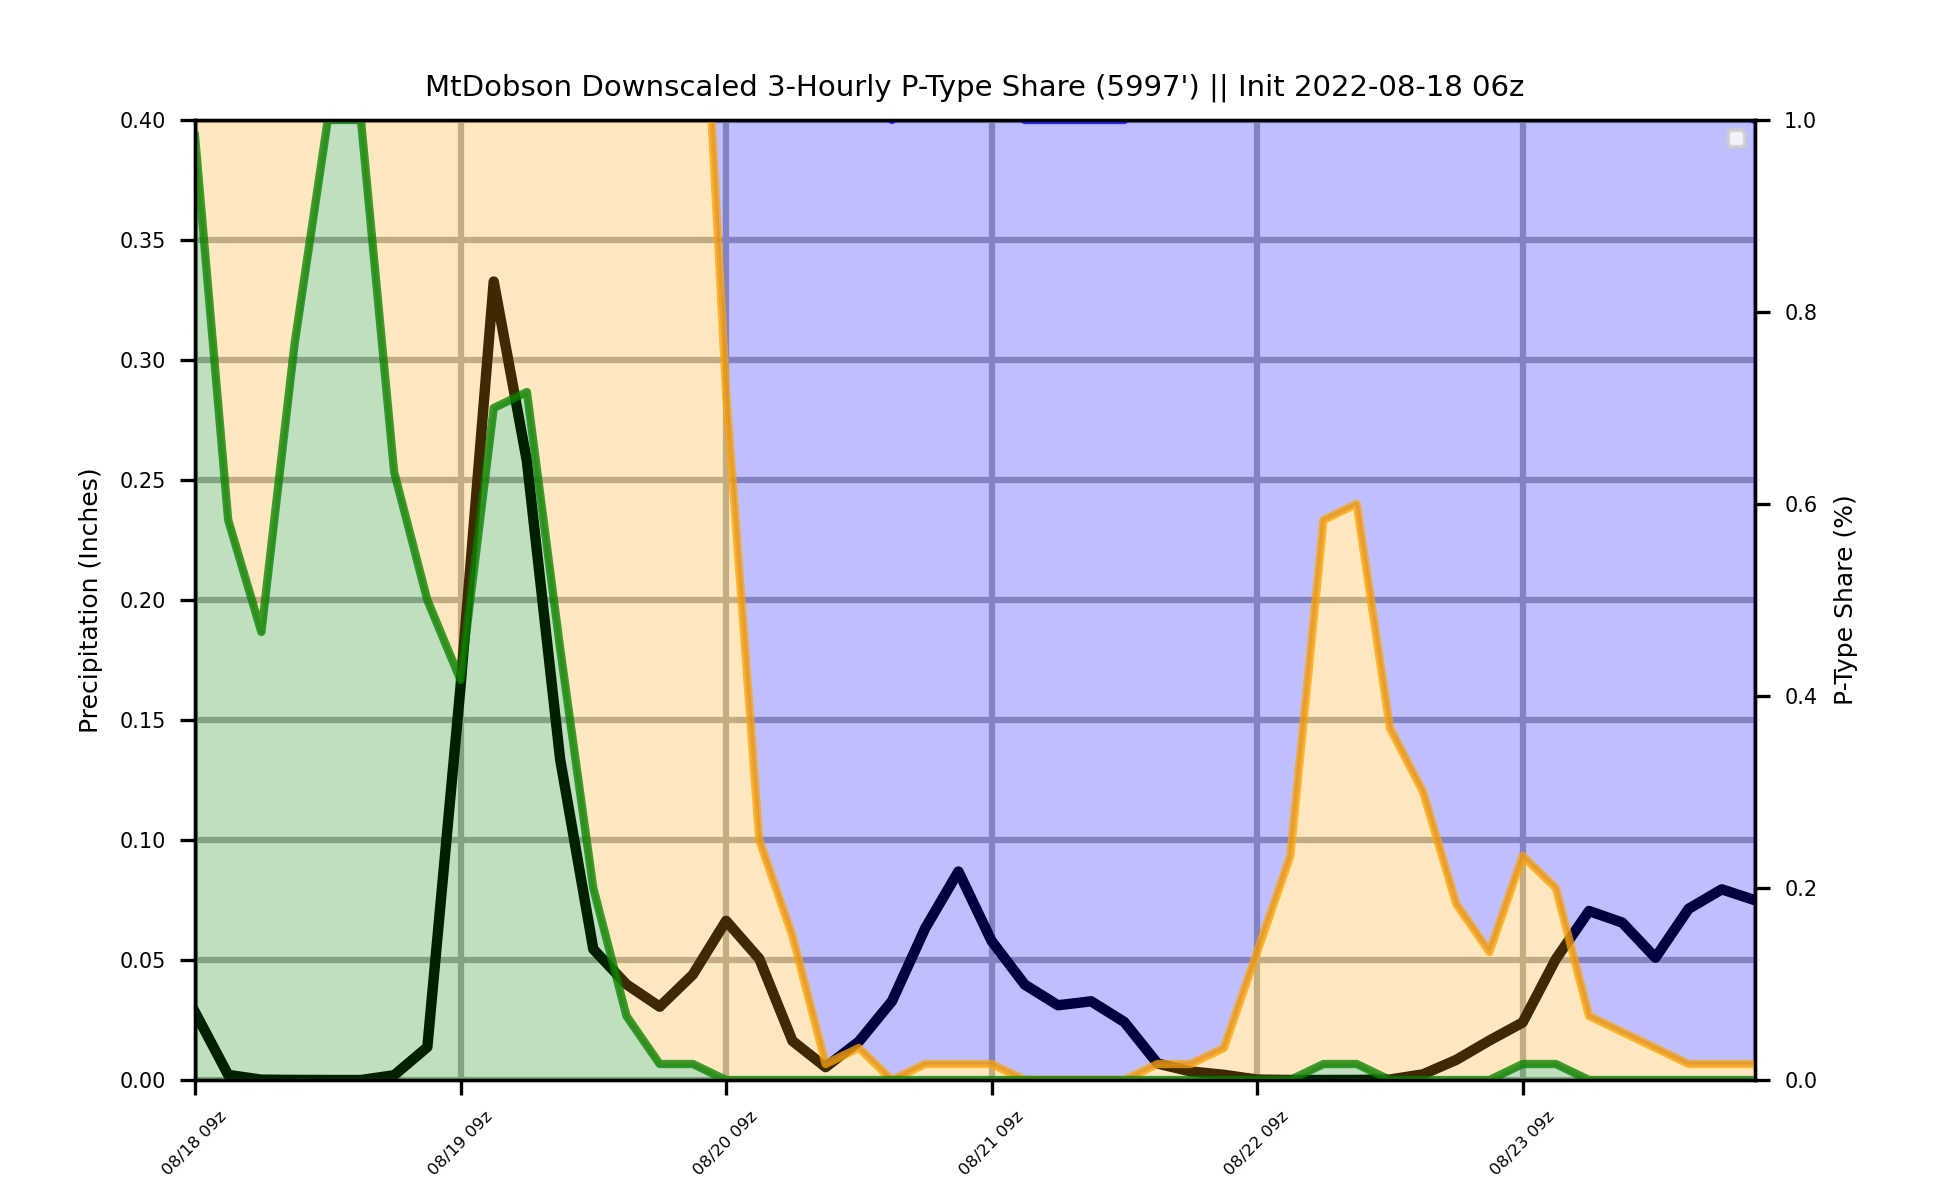 MtDobson Downscaled 3-Hourly P-Type Share (5997') || Init 2022-08-18 06z
0.40
0.35
0.30
0.25
0.20
0.15
0.10
0.05
0.00
Precipitation (Inches)
1.0
0.8
0.6
0.4
0.2
0.0
P-Type Share (%)
08/18 09z
08/19 09z
08/20 09z
08/21 09z
08/22 09z
08/23 09z